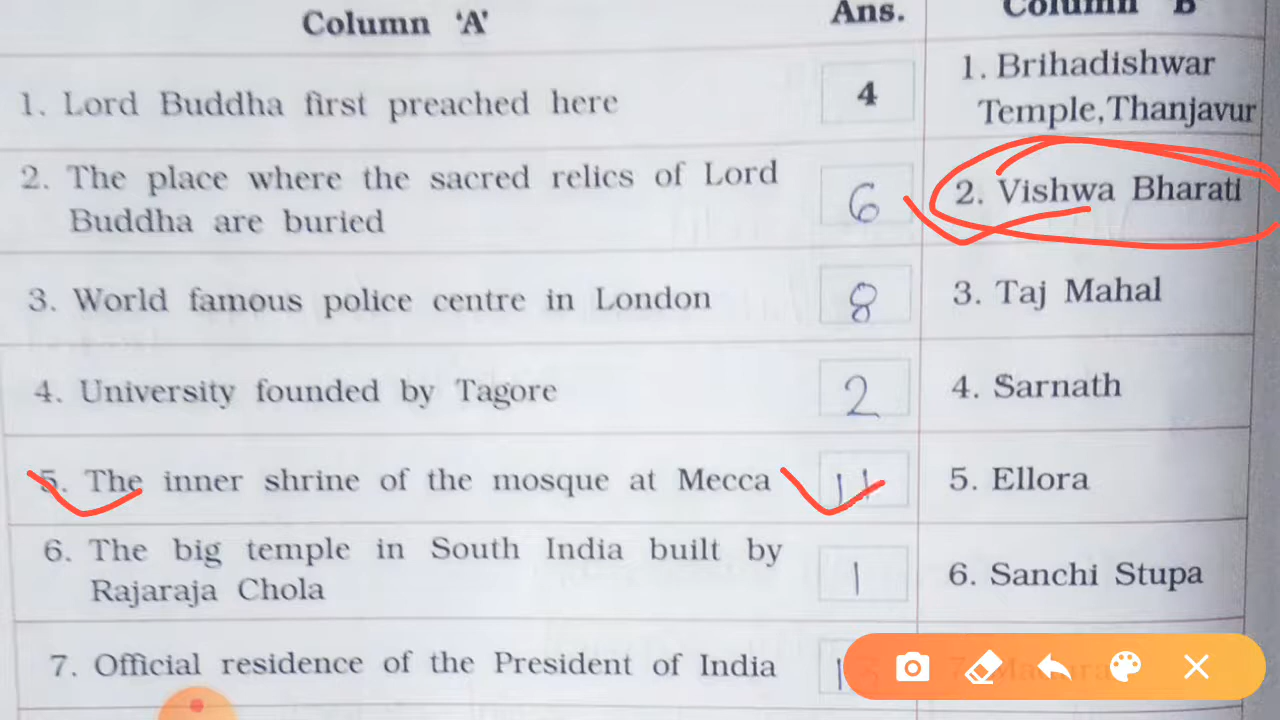 Column 'A'
Ans.
Column 'B'
1. Lord Buddha first preached here
4
1. Brihadishwar
Temple,Thanjavur
2. The place where the sacred relics of Lord
Buddha are buried
6
2. Vishwa Bharati
3. World famous police centre in London
8
3. Taj Mahal
4. University founded by Tagore
2
4. Sarnath
5. The inner shrine of the mosque at Mecca
11
5. Ellora
6. The big temple in South India built by
Rajaraja Chola
1
6. Sanchi Stupa
7. Official residence of the President of India